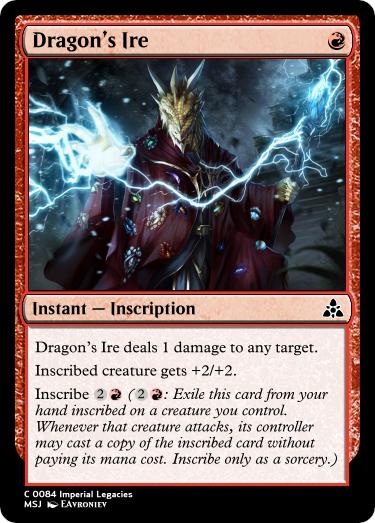 Dragon's Ire
Instant — Inscription
Dragon's Ire deals 1 damage to any target.
Inscribed creature gets +2/+2.
Inscribe 2 (2 : Exile this card from your
hand inscribed on a creature you control.
Whenever that creature attacks, its controller
may cast a copy of the inscribed card without
paying its mana cost. Inscribe only as a sorcery.)
C 0084 Imperial Legacies
MSJ EAvroniev